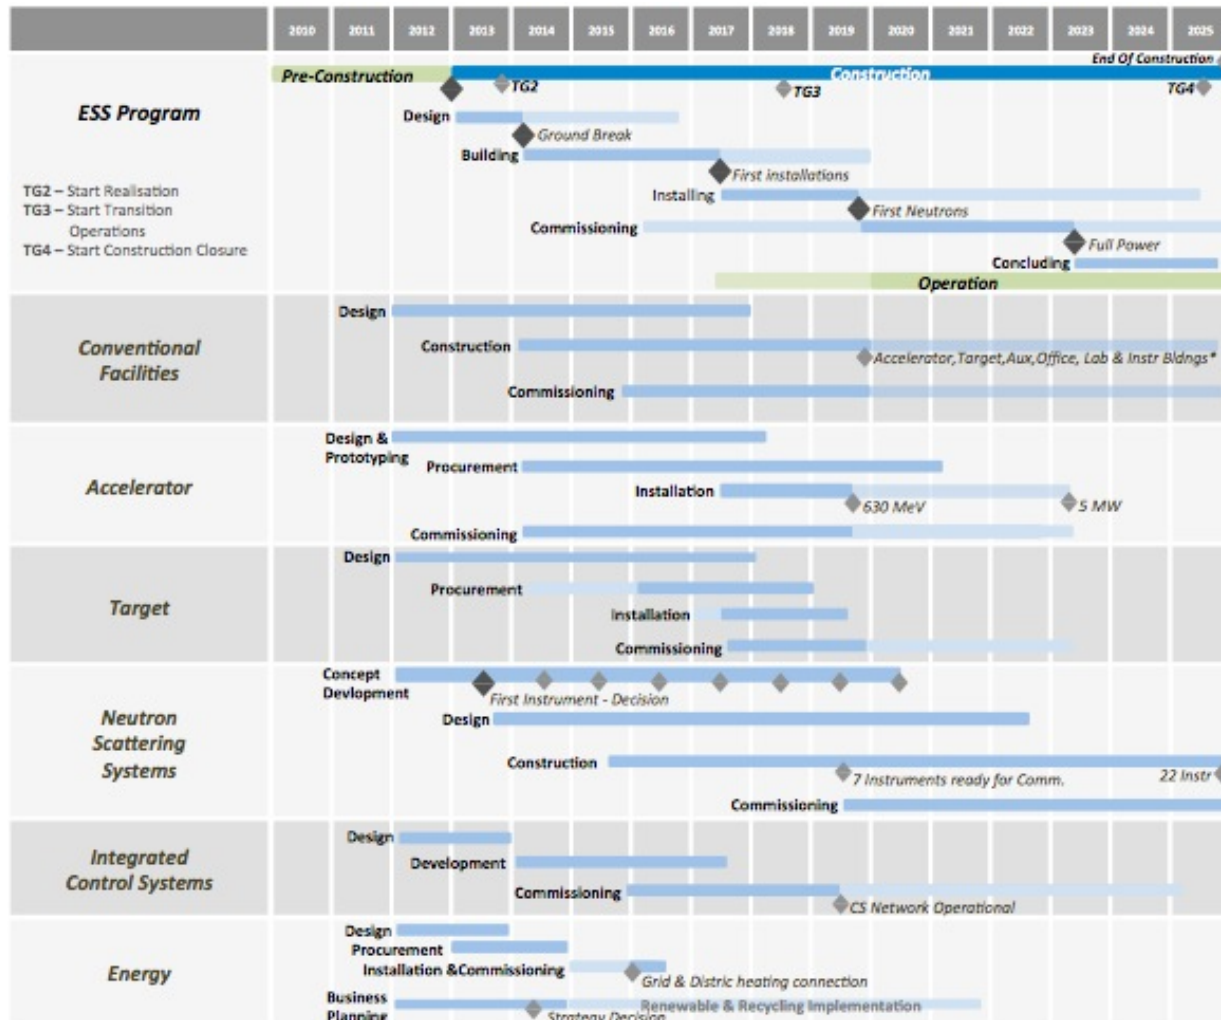 2010 2011 2012 2013 2014 2015 2016 2017 2018 2019 2020 2021 2022 2023 2024 2025
End Of Construction
Pre-Construction Construction
TG2 TG3 TG4
ESS Program
Design
Ground Break
Building
First installations
TG2 – Start Realisation
TG3 – Start Transition
Operations
TG4 – Start Construction Closure
Installing
First Neutrons
Commissioning
Full Power
Concluding
Operation
Conventional
Facilities
Design
Construction
Accelerator,Target,Aux,Office, Lab & Instr Bldngs*
Commissioning
Accelerator
Design &
Prototyping
Procurement
Installation
630 MeV 5 MW
Commissioning
Target
Design
Procurement
Installation
Commissioning
Neutron
Scattering
Systems
Concept
Devlopment
First Instrument - Decision
Design
Construction
7 Instruments ready for Comm. 22 Instr
Commissioning
Integrated
Control Systems
Design
Development
Commissioning
CS Network Operational
Energy
Design
Procurement
Installation &Commissioning
Grid & Distric heating connection
Business
Planning
Renewable & Recycling Implementation
Strategy Decision